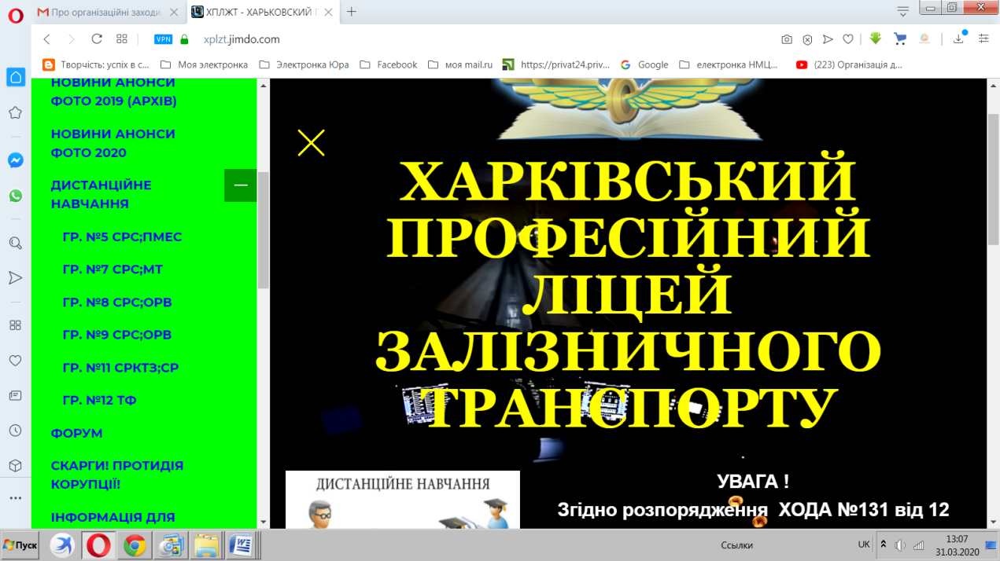 Про організаційні заходи.
ХПЛЖТ - ХАРЬКОВСКИЙ
VPN
xplzt.jimdo.com
Творчість: успіх в с...
Моя электронка
Электронка Юра
Facebook
моя mail.ru
https://privat24.priv...
Google
електронка НМЦ...
(223) Організація д...
НОВИНИ АНОНСИ
ФОТО 2019 (АРХІВ)
НОВИНИ АНОНСИ
ФОТО 2020
ДИСТАНЦІЙНЕ
НАВЧАННЯ
ГР. №5 СРС;ПМЕС
ГР. №7 СРС;МТ
ГР. №8 СРС;ОРВ
ГР. №9 СРС;ОРВ
ГР. №11 СРКТЗ;СР
ГР. №12 ТФ
ФОРУМ
СКАРГИ! ПРОТИДІЯ
КОРУПЦІЇ!
ІНФОРМАЦІЯ ДЛЯ
ХАРКІВСЬКИЙ
ПРОФЕСІЙНИЙ
ЛІЦЕЙ
ЗАЛІЗНИЧНОГО
ТРАНСПОРТУ
ДИСТАНЦІЙНЕ НАВЧАННЯ
УВАГА !
Згідно розпорядження ХОДА №131 від 12
Пуск
Ссылки
UK
13:07
31.03.2020